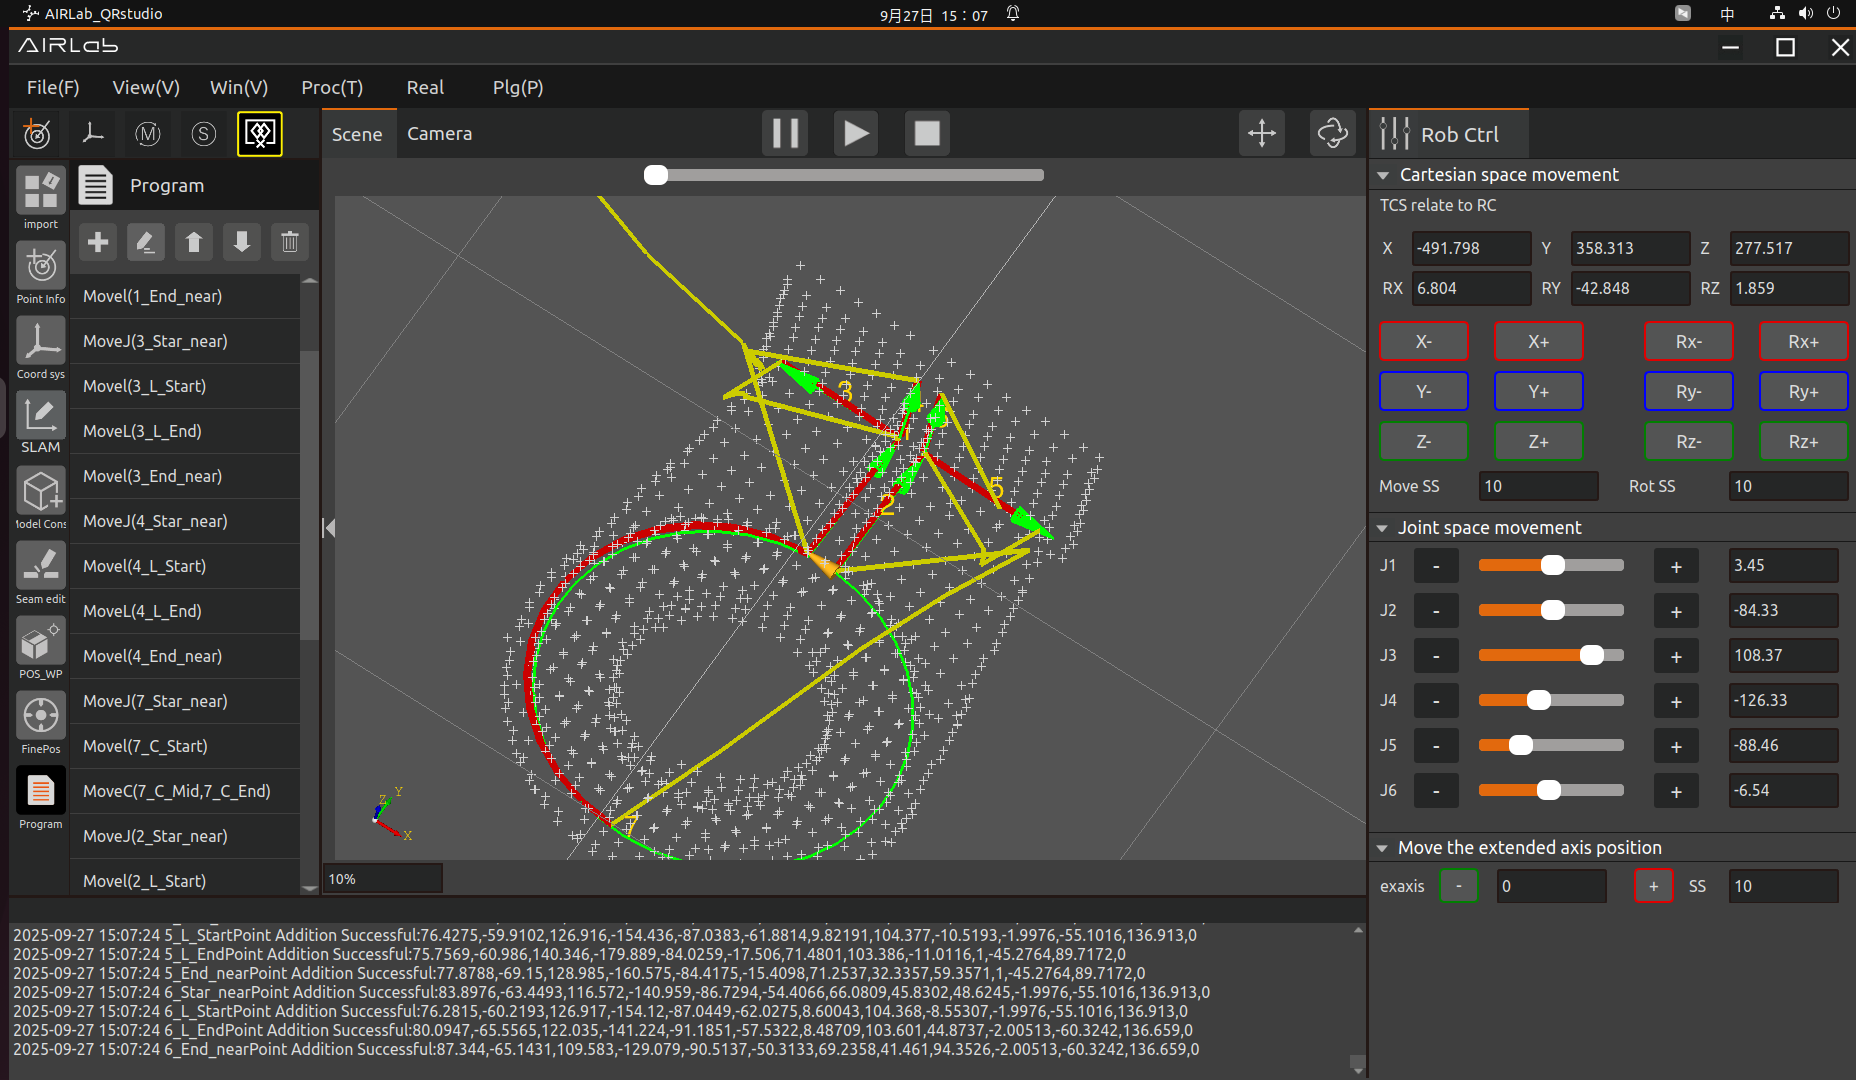 AIRLab_QRstudio
9月27日 15：07
中
AIRLab
File(F) View(V) Win(V) Proc(T) Real Plg(P)
M S
Scene Camera
Rob Ctrl
import
Point Info
Coord sys
SLAM
Seam edit
POS_WP
FinePos
Program
Program
Movel(1_End_near)
MoveJ(3_Star_near)
MoveL(3_L_Start)
MoveL(3_L_End)
Movel(3_End_near)
MoveJ(4_Star_near)
MoveL(4_L_Start)
MoveL(4_L_End)
Movel(4_End_near)
MoveJ(7_Star_near)
Movel(7_C_Start)
MoveC(7_C_Mid,7_C_End)
MoveJ(2_Star_near)
Movel(2_L_Start)
3
2
5
7
Z Y
X
10%
Cartesian space movement
TCS relate to RC
X -491.798 Y 358.313 Z 277.517
RX 6.804 RY -42.848 RZ 1.859
X- X+ Rx- Rx+
Y- Y+ Ry- Ry+
Z- Z+ Rz- Rz+
Move SS 10 Rot SS 10
Joint space movement
J1 - + 3.45
J2 - + -84.33
J3 - + 108.37
J4 - + -126.33
J5 - + -88.46
J6 - + -6.54
Move the extended axis position
exaxis - 0 + SS 10
2025-09-27 15:07:24 5_L_StartPoint Addition Successful:76.4275,-59.9102,126.916,-154.436,-87.0383,-61.8814,9.82191,104.377,-10.5193,-1.9976,-55.1016,136.913,0
2025-09-27 15:07:24 5_L_EndPoint Addition Successful:75.7569,-60.986,140.346,-179.889,-84.0259,-17.506,71.4801,103.386,-11.0116,1,-45.2764,89.7172,0
2025-09-27 15:07:24 5_End_nearPoint Addition Successful:77.8788,-69.15,128.985,-160.575,-84.4175,-15.4098,71.2537,32.3357,59.3571,1,-45.2764,89.7172,0
2025-09-27 15:07:24 6_Star_nearPoint Addition Successful:83.8976,-63.4493,116.572,-140.959,-86.7294,-54.4066,66.0809,45.8302,48.6245,-1.9976,-55.1016,136.913,0
2025-09-27 15:07:24 6_L_StartPoint Addition Successful:76.2815,-60.2193,126.917,-154.12,-87.0449,-62.0275,8.60043,104.368,-8.55307,-1.9976,-55.1016,136.913,0
2025-09-27 15:07:24 6_L_EndPoint Addition Successful:80.0947,-65.5565,122.035,-141.224,-91.1851,-57.5322,8.48709,103.601,44.8737,-2.00513,-60.3242,136.659,0
2025-09-27 15:07:24 6_End_nearPoint Addition Successful:87.344,-65.1431,109.583,-129.079,-90.5137,-50.3133,69.2358,41.461,94.3526,-2.00513,-60.3242,136.659,0